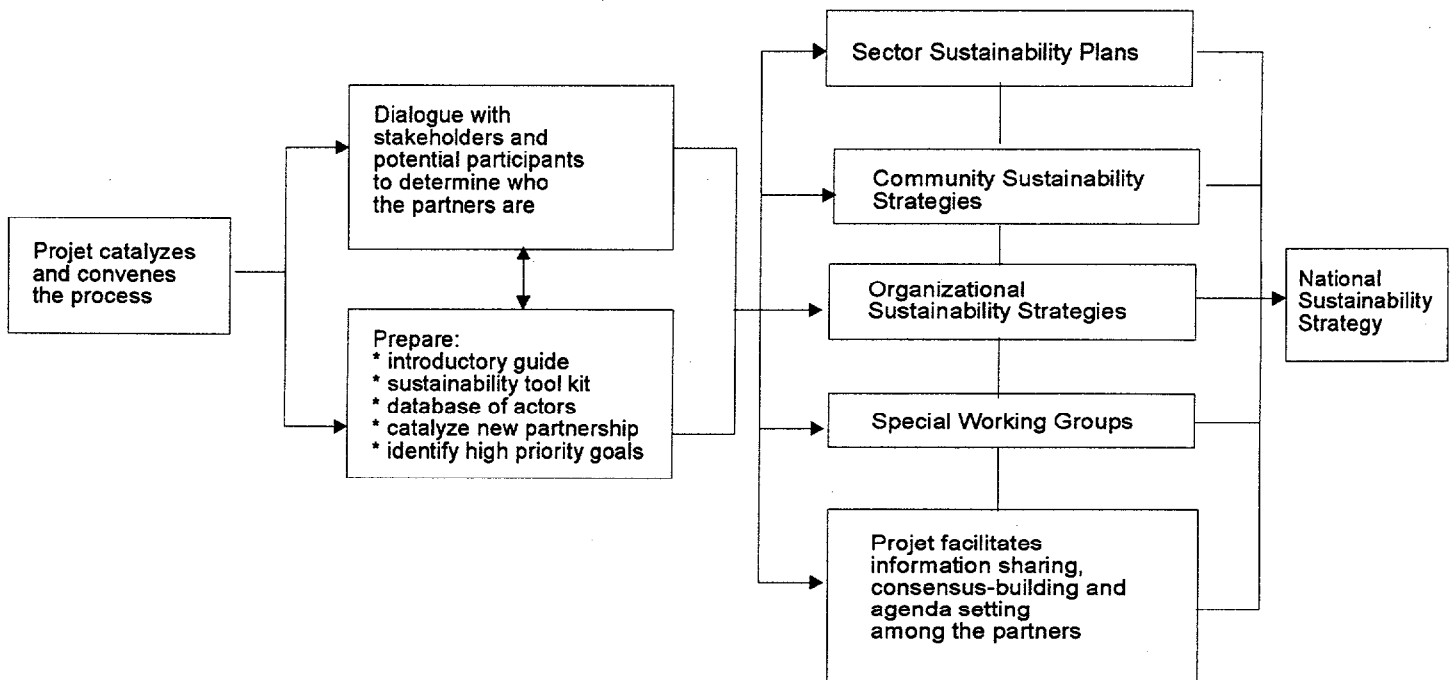 Projet catalyzes
and convenes
the process
Dialogue with
stakeholders and
potential participants
to determine who
the partners are
Prepare:
* introductory guide
* sustainability tool kit
* database of actors
* catalyze new partnership
* identify high priority goals
Sector Sustainability Plans
Community Sustainability
Strategies
Organizational
Sustainability Strategies
Special Working Groups
Projet facilitates
information sharing,
consensus-building and
agenda setting
among the partners
National
Sustainability
Strategy